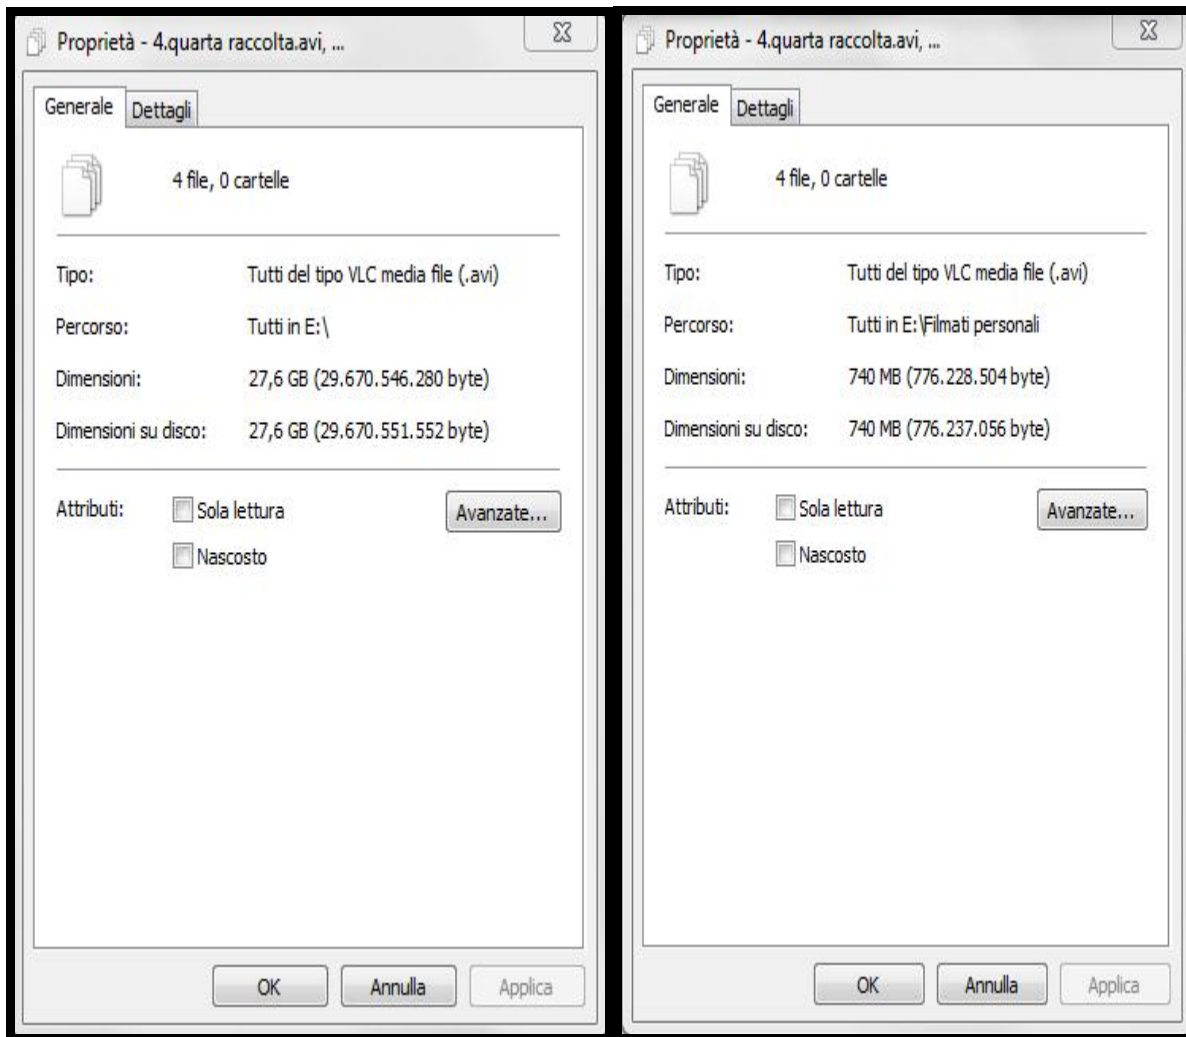 Proprietà - 4.quarta raccolta.avi, ...
Generale Dettagli
4 file, 0 cartelle
Tipo: Tutti del tipo VLC media file (.avi)
Percorso: Tutti in E:\
Dimensioni: 27,6 GB (29.670.546.280 byte)
Dimensioni su disco: 27,6 GB (29.670.551.552 byte)
Attributi: Sola lettura Avanzate...
Nascosto
OK Annulla Applica
Proprietà - 4.quarta raccolta.avi, ...
Generale Dettagli
4 file, 0 cartelle
Tipo: Tutti del tipo VLC media file (.avi)
Percorso: Tutti in E:\Filmati personali
Dimensioni: 740 MB (776.228.504 byte)
Dimensioni su disco: 740 MB (776.237.056 byte)
Attributi: Sola lettura Avanzate...
Nascosto
OK Annulla Applica